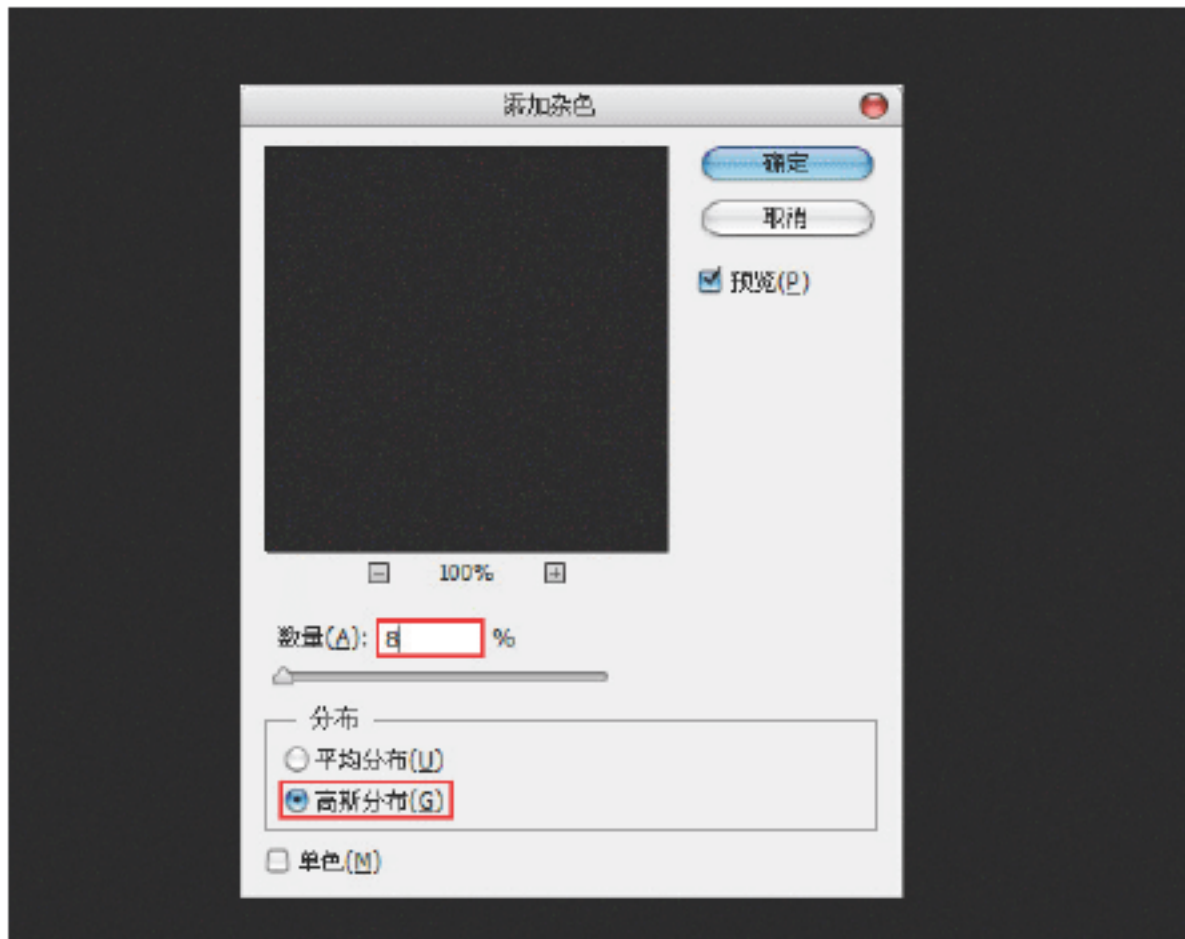 添加杂色
确定
取消
预览(P)
100%
数量(A): 8 %
分布
平均分布(U)
高斯分布(G)
单色(M)